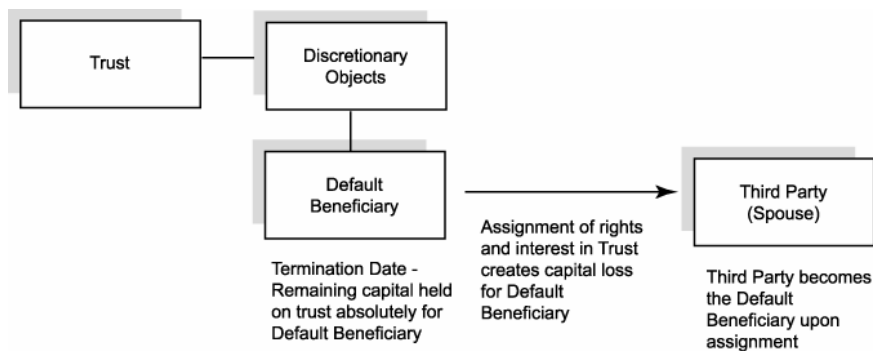 Trust
Discretionary
Objects
Default
Beneficiary
Third Party
(Spouse)
Termination Date -
Remaining capital held
on trust absolutely for
Default Beneficiary
Assignment of rights
and interest in Trust
creates capital loss
for Default
Beneficiary
Third Party becomes
the Default
Beneficiary upon
assignment